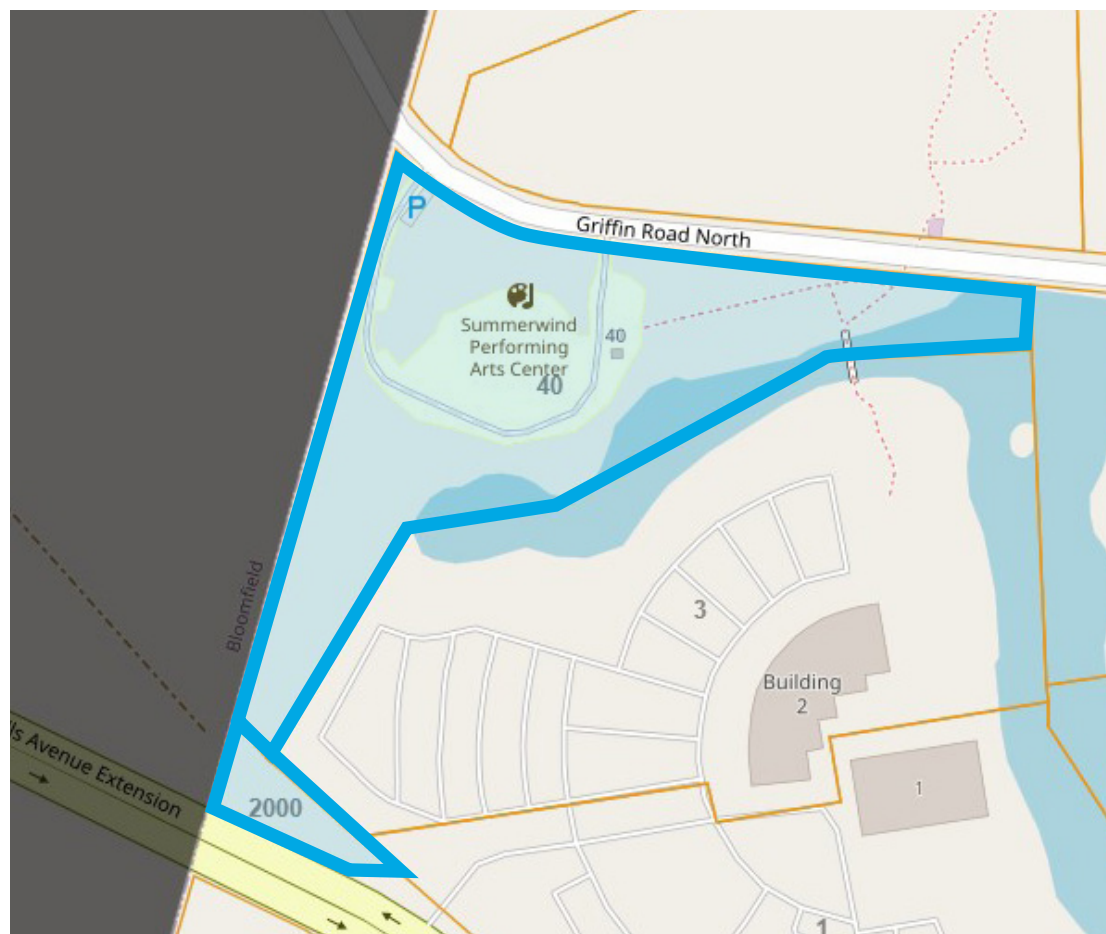 P
Griffin Road North
Summerwind
Performing
Arts Center
40
40
Bloomfield
3
Building
2
ls Avenue Extension
2000
1
1